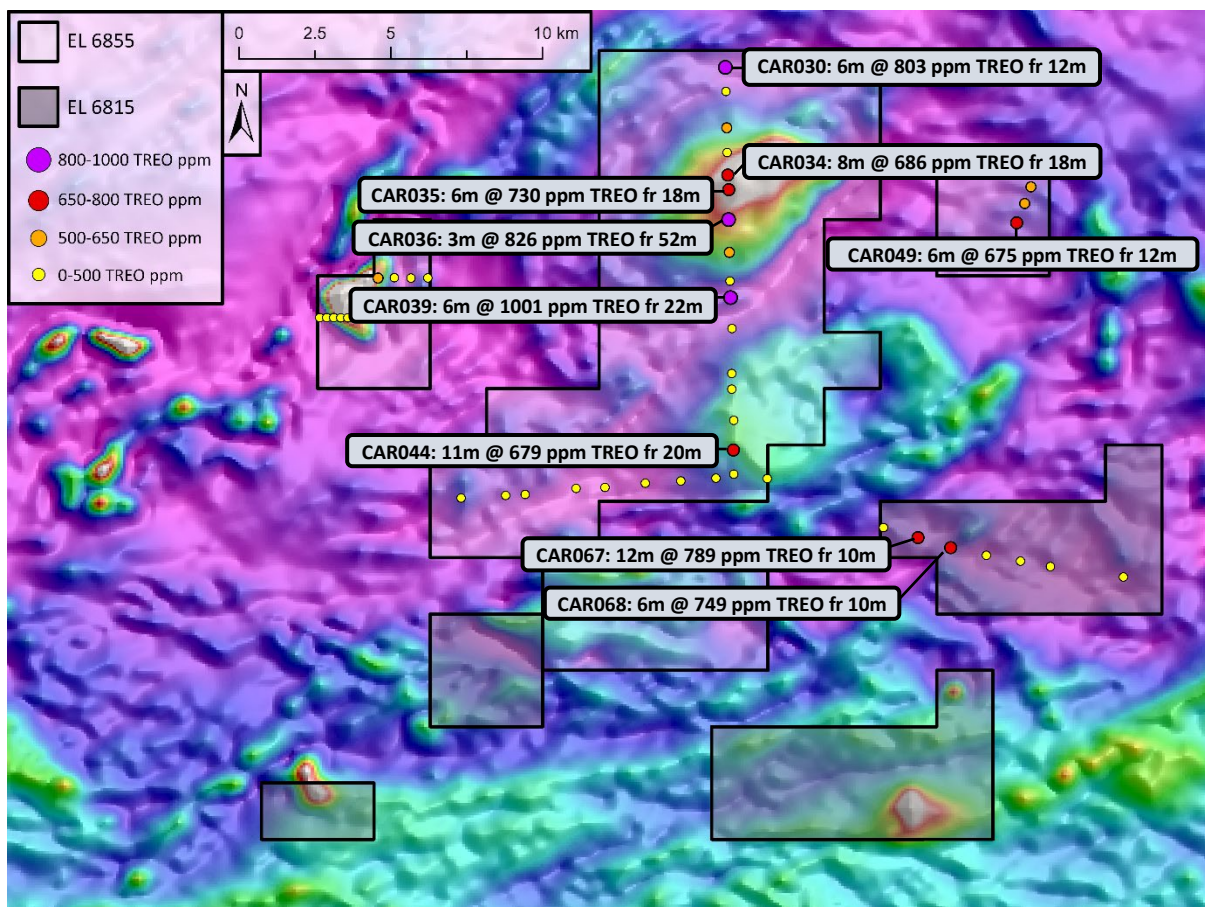 EL 6855
EL 6815
800-1000 TREO ppm
650-800 TREO ppm
500-650 TREO ppm
0-500 TREO ppm
0 2.5 5 10 km
N
CAR030: 6m @ 803 ppm TREO fr 12m
CAR034: 8m @ 686 ppm TREO fr 18m
CAR035: 6m @ 730 ppm TREO fr 18m
CAR036: 3m @ 826 ppm TREO fr 52m
CAR049: 6m @ 675 ppm TREO fr 12m
CAR039: 6m @ 1001 ppm TREO fr 22m
CAR044: 11m @ 679 ppm TREO fr 20m
CAR067: 12m @ 789 ppm TREO fr 10m
CAR068: 6m @ 749 ppm TREO fr 10m